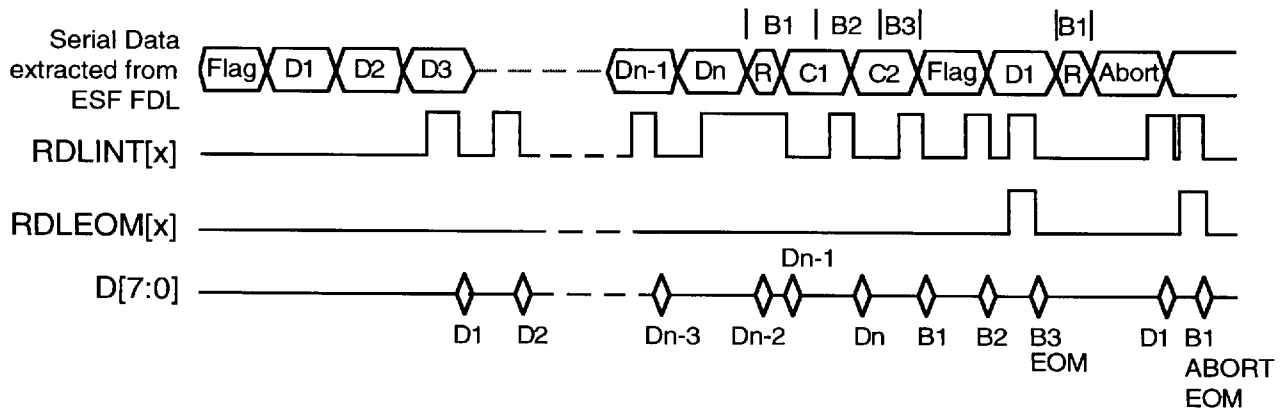 B1 B2 B3 B1
Serial Data
extracted from
ESF FDL
Flag D1 D2 D3 Dn-1 Dn R C1 C2 Flag D1 R Abort
RDLINT[x]
RDLEOM[x]
Dn-1
D[7:0]
D1 D2 Dn-3 Dn-2 Dn B1 B2 B3 D1 B1
EOM ABORT
EOM